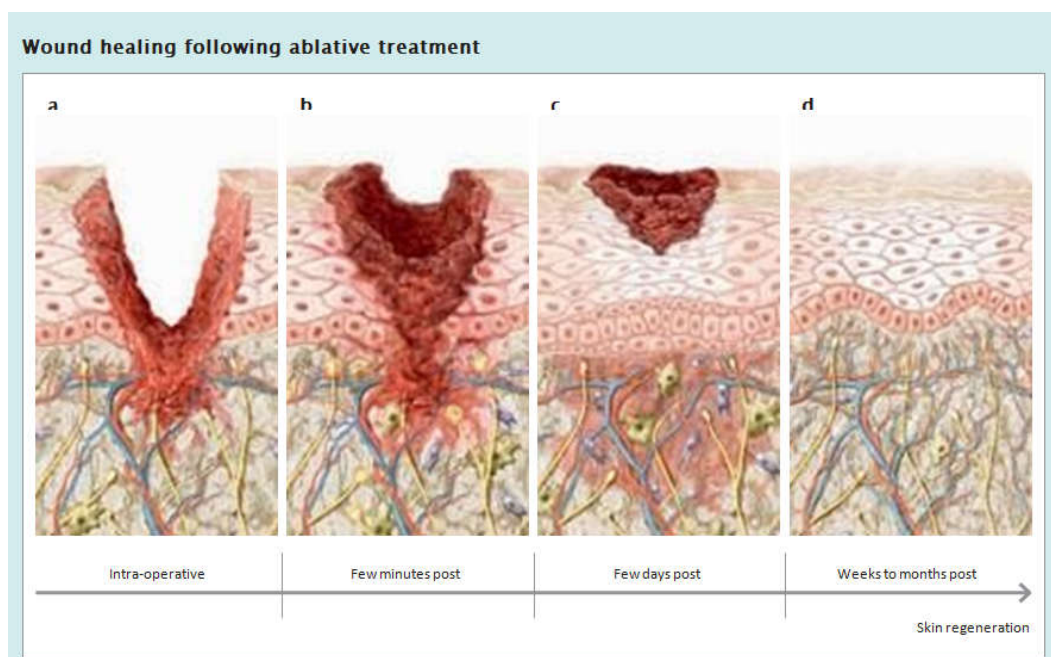 Wound healing following ablative treatment
a b c d
Intra-operative Few minutes post Few days post Weeks to months post
Skin regeneration